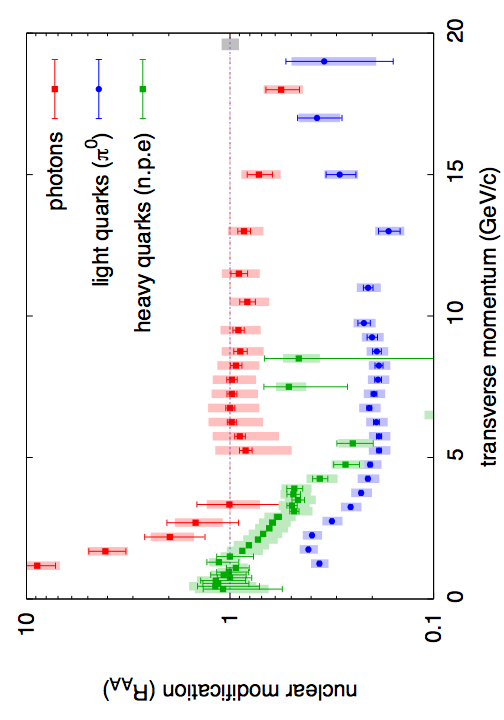 photons
light quarks (π⁰)
heavy quarks (n.p.e)
nuclear modification (R_AA)
10
1
0.1
0
5
10
15
20
transverse momentum (GeV/c)